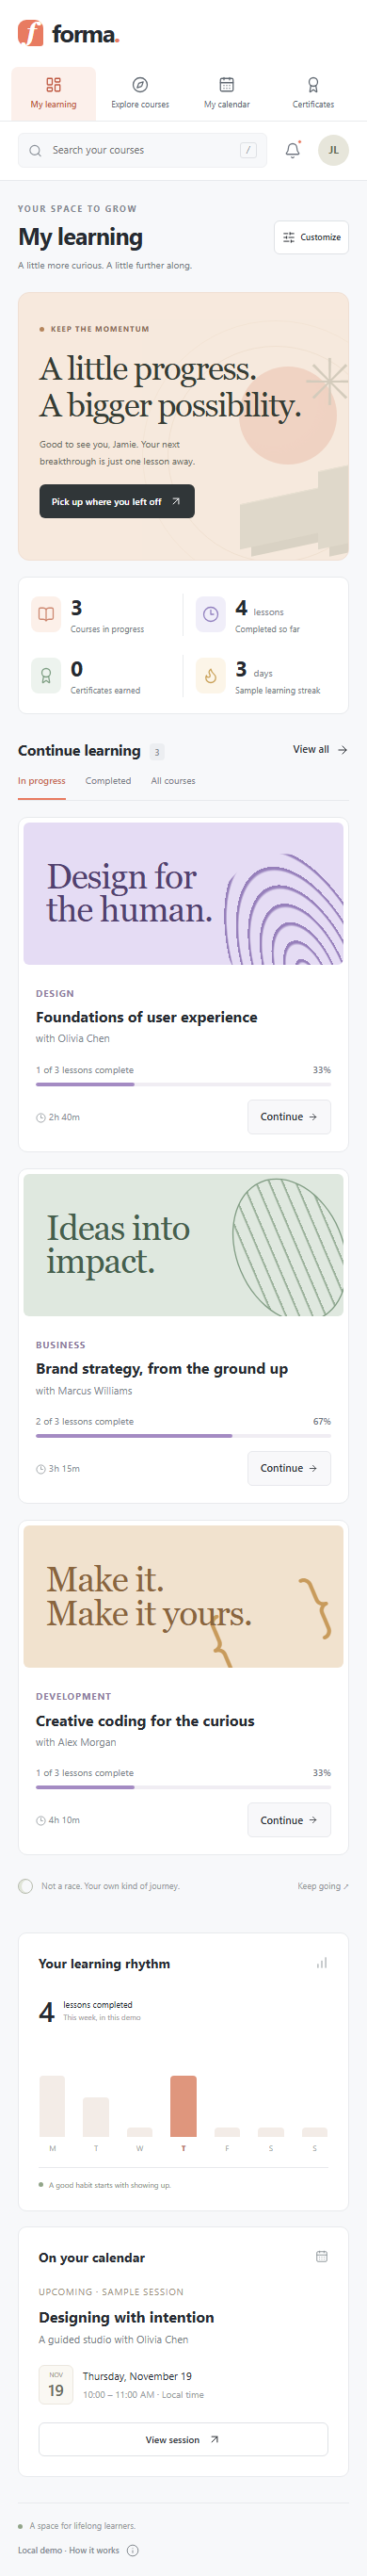 forma.
My learning
Explore courses
My calendar
Certificates
Search your courses
/
JL
YOUR SPACE TO GROW
My learning
Customize
A little more curious. A little further along.
KEEP THE MOMENTUM
A little progress.
A bigger possibility.
Good to see you, Jamie. Your next
breakthrough is just one lesson away.
Pick up where you left off
3
Courses in progress
4 lessons
Completed so far
0
Certificates earned
3 days
Sample learning streak
Continue learning 3
View all
In progress
Completed
All courses
Design for
the human.
DESIGN
Foundations of user experience
with Olivia Chen
1 of 3 lessons complete
33%
2h 40m
Continue →
Ideas into
impact.
BUSINESS
Brand strategy, from the ground up
with Marcus Williams
2 of 3 lessons complete
67%
3h 15m
Continue →
Make it.
Make it yours.
DEVELOPMENT
Creative coding for the curious
with Alex Morgan
1 of 3 lessons complete
33%
4h 10m
Continue →
Not a race. Your own kind of journey.
Keep going ↗
Your learning rhythm
4 lessons completed
This week, in this demo
M T W T F S S
A good habit starts with showing up.
On your calendar
UPCOMING · SAMPLE SESSION
Designing with intention
A guided studio with Olivia Chen
NOV
19
Thursday, November 19
10:00 – 11:00 AM · Local time
View session
A space for lifelong learners.
Local demo · How it works